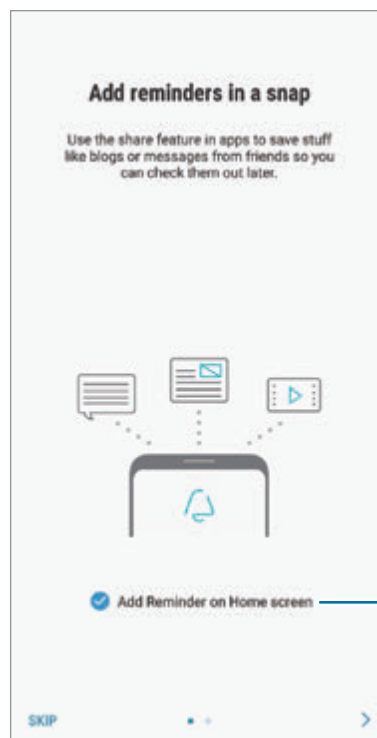 Add reminders in a snap
Use the share feature in apps to save stuff
like blogs or messages from friends so you
can check them out later.
Add Reminder on Home screen
SKIP